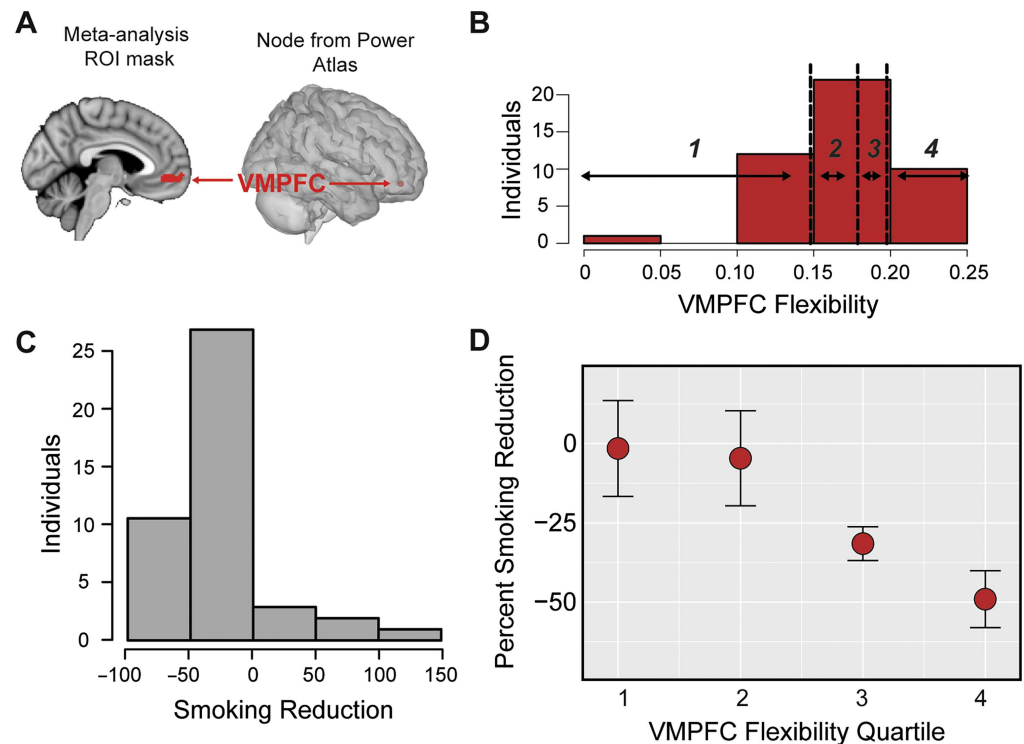 A
Meta-analysis
ROI mask
Node from Power
Atlas
VMPFC
B
Individuals
20
15
10
5
0
1
2
3
4
0
0.05
0.10
0.15
0.20
0.25
VMPFC Flexibility
C
Individuals
25
20
15
10
5
0
−100
−50
0
50
100
150
Smoking Reduction
D
Percent Smoking Reduction
0
−25
−50
1
2
3
4
VMPFC Flexibility Quartile